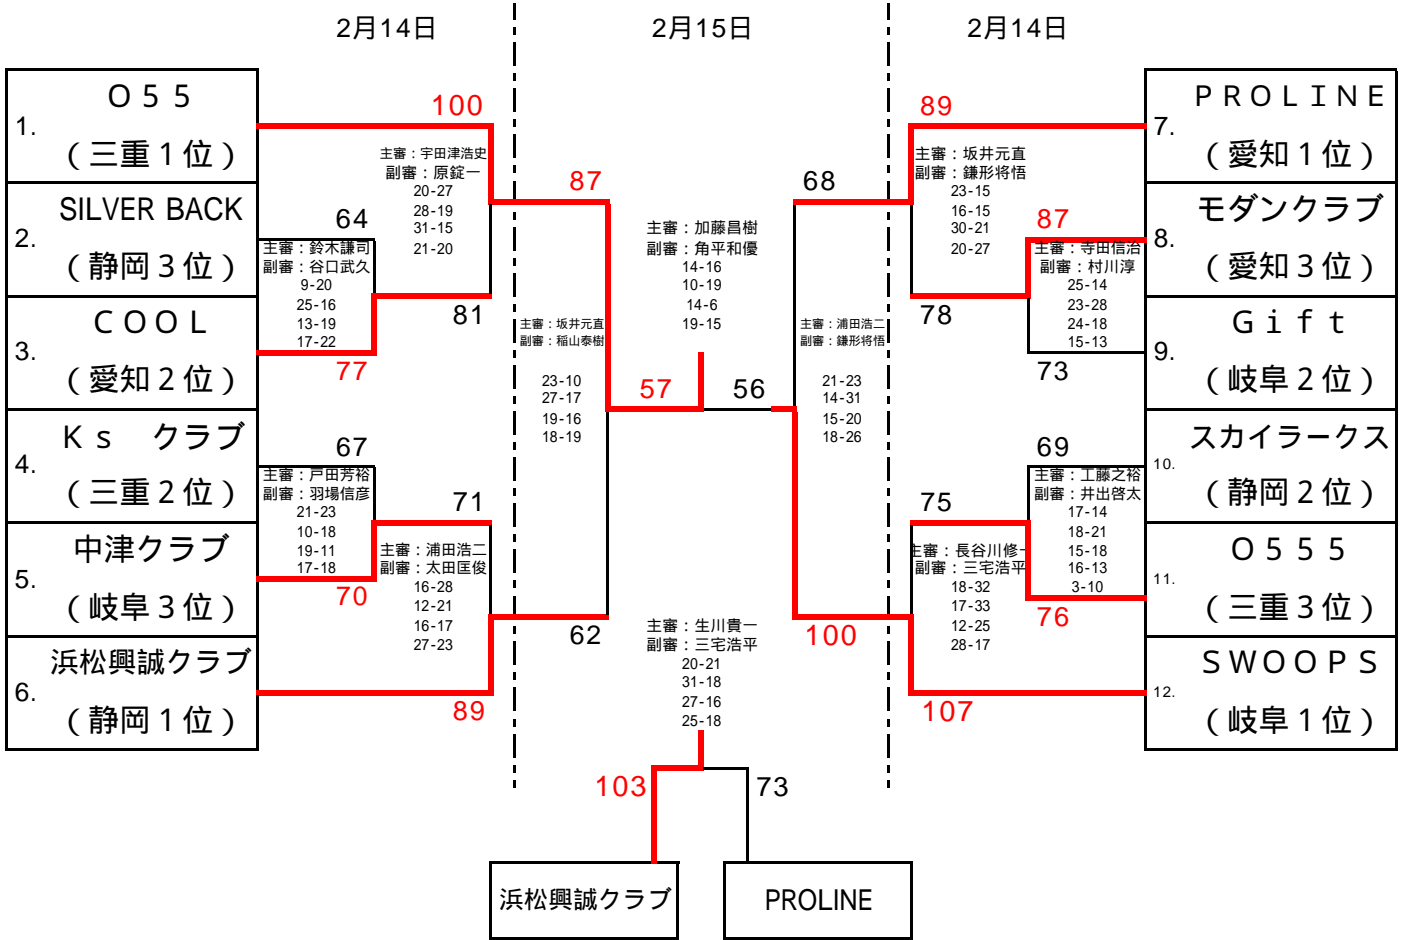 2月14日
2月15日
2月14日
1.
Ｏ５５
（三重１位）
2.
SILVER BACK
（静岡３位）
3.
ＣＯＯＬ
（愛知２位）
4.
Ｋｓ　クラブ
（三重２位）
5.
中津クラブ
（岐阜３位）
6.
浜松興誠クラブ
（静岡１位）
100
主審：宇田津浩史
副審：原錠一
20-27
28-19
31-15
21-20
64
主審：鈴木謙司
副審：谷口武久
9-20
25-16
13-19
17-22
77
81
67
主審：戸田芳裕
副審：羽場信彦
21-23
10-18
19-11
17-18
70
71
主審：浦田浩二
副審：太田匡俊
16-28
12-21
16-17
27-23
89
87
主審：坂井元直
副審：稲山泰樹
23-10
27-17
19-16
18-19
62
主審：加藤昌樹
副審：角平和優
14-16
10-19
14-6
19-15
57
56
68
主審：浦田浩二
副審：鎌形将悟
21-23
14-31
15-20
18-26
100
主審：生川貴一
副審：三宅浩平
20-21
31-18
27-16
25-18
103
73
浜松興誠クラブ
PROLINE
89
主審：坂井元直
副審：鎌形将悟
23-15
16-15
30-21
20-27
78
87
主審：寺田信治
副審：村川淳
25-14
23-28
24-18
15-13
73
69
主審：工藤之裕
副審：井出啓太
17-14
18-21
15-18
16-13
3-10
76
75
主審：長谷川修一
副審：三宅浩平
18-32
17-33
12-25
28-17
107
7.
ＰＲＯＬＩＮＥ
（愛知１位）
8.
モダンクラブ
（愛知３位）
9.
Ｇｉｆｔ
（岐阜２位）
10.
スカイラークス
（静岡２位）
11.
Ｏ５５５
（三重３位）
12.
ＳＷＯＯＰＳ
（岐阜１位）